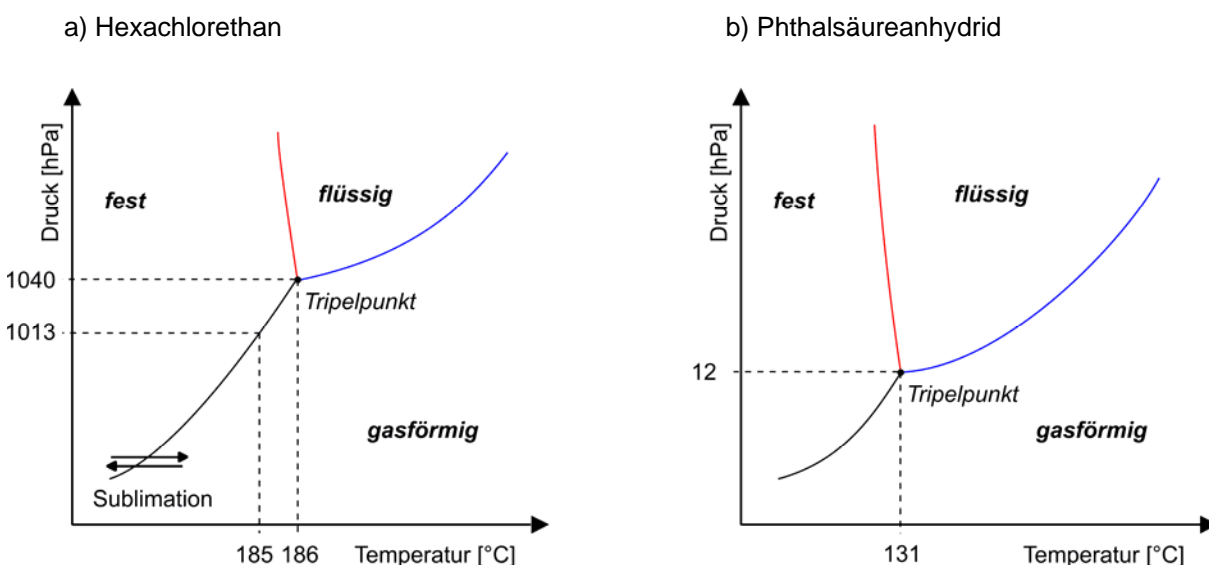 a) Hexachlorethan
Druck [hPa]
fest
flüssig
1040
Tripelpunkt
1013
gasförmig
Sublimation
185 186 Temperatur [°C]
b) Phthalsäureanhydrid
Druck [hPa]
fest
flüssig
12
Tripelpunkt
gasförmig
131 Temperatur [°C]